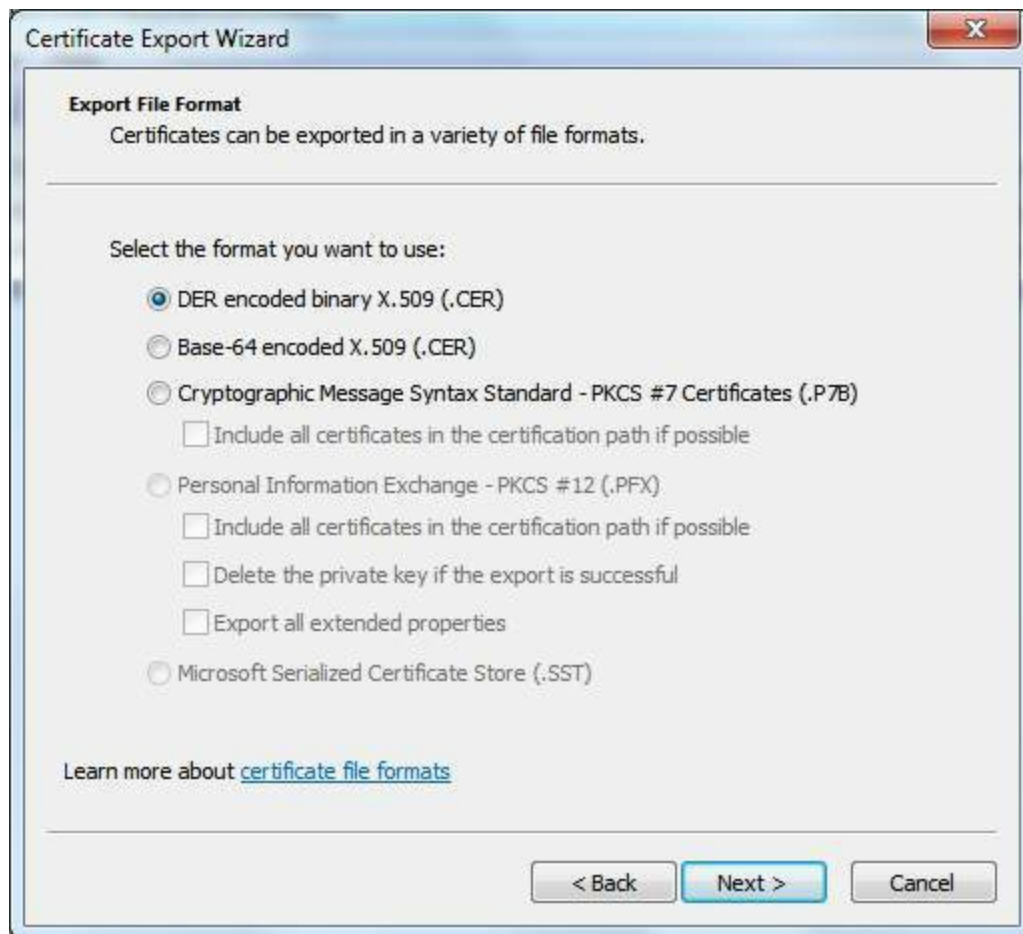 Certificate Export Wizard
Export File Format
Certificates can be exported in a variety of file formats.
Select the format you want to use:
DER encoded binary X.509 (.CER)
Base-64 encoded X.509 (.CER)
Cryptographic Message Syntax Standard - PKCS #7 Certificates (.P7B)
Include all certificates in the certification path if possible
Personal Information Exchange - PKCS #12 (.PFX)
Include all certificates in the certification path if possible
Delete the private key if the export is successful
Export all extended properties
Microsoft Serialized Certificate Store (.SST)
Learn more about certificate file formats
< Back Next > Cancel